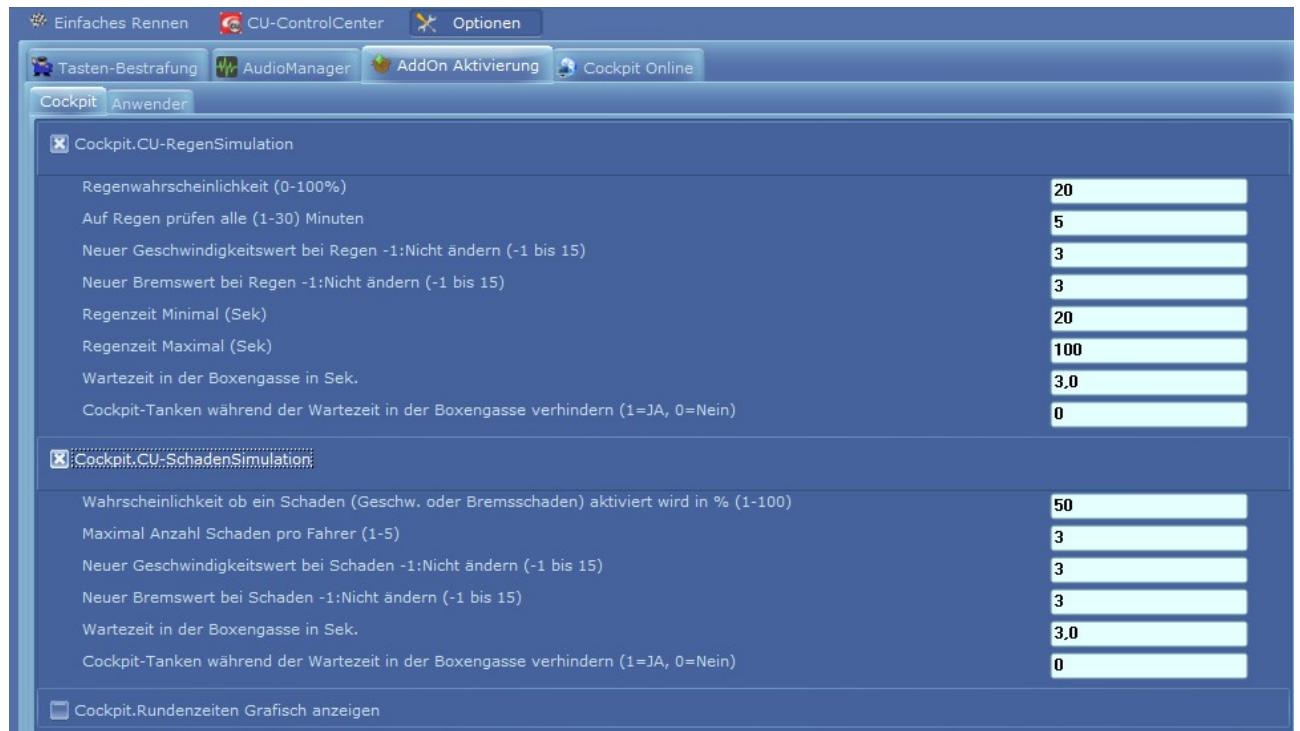 Einfaches Rennen CU-ControlCenter Optionen
Tasten-Bestrafung AudioManager AddOn Aktivierung Cockpit Online
Cockpit Anwender
Cockpit.CU-RegenSimulation
Regenwahrscheinlichkeit (0-100%) 20
Auf Regen prüfen alle (1-30) Minuten 5
Neuer Geschwindigkeitswert bei Regen -1:Nicht ändern (-1 bis 15) 3
Neuer Bremswert bei Regen -1:Nicht ändern (-1 bis 15) 3
Regenzeit Minimal (Sek) 20
Regenzeit Maximal (Sek) 100
Wartezeit in der Boxengasse in Sek. 3,0
Cockpit-Tanken während der Wartezeit in der Boxengasse verhindern (1=JA, 0=Nein) 0
Cockpit.CU-SchadenSimulation
Wahrscheinlichkeit ob ein Schaden (Geschw. oder Bremsschaden) aktiviert wird in % (1-100) 50
Maximal Anzahl Schaden pro Fahrer (1-5) 3
Neuer Geschwindigkeitswert bei Schaden -1:Nicht ändern (-1 bis 15) 3
Neuer Bremswert bei Schaden -1:Nicht ändern (-1 bis 15) 3
Wartezeit in der Boxengasse in Sek. 3,0
Cockpit-Tanken während der Wartezeit in der Boxengasse verhindern (1=JA, 0=Nein) 0
Cockpit.Rundenzeiten Grafisch anzeigen